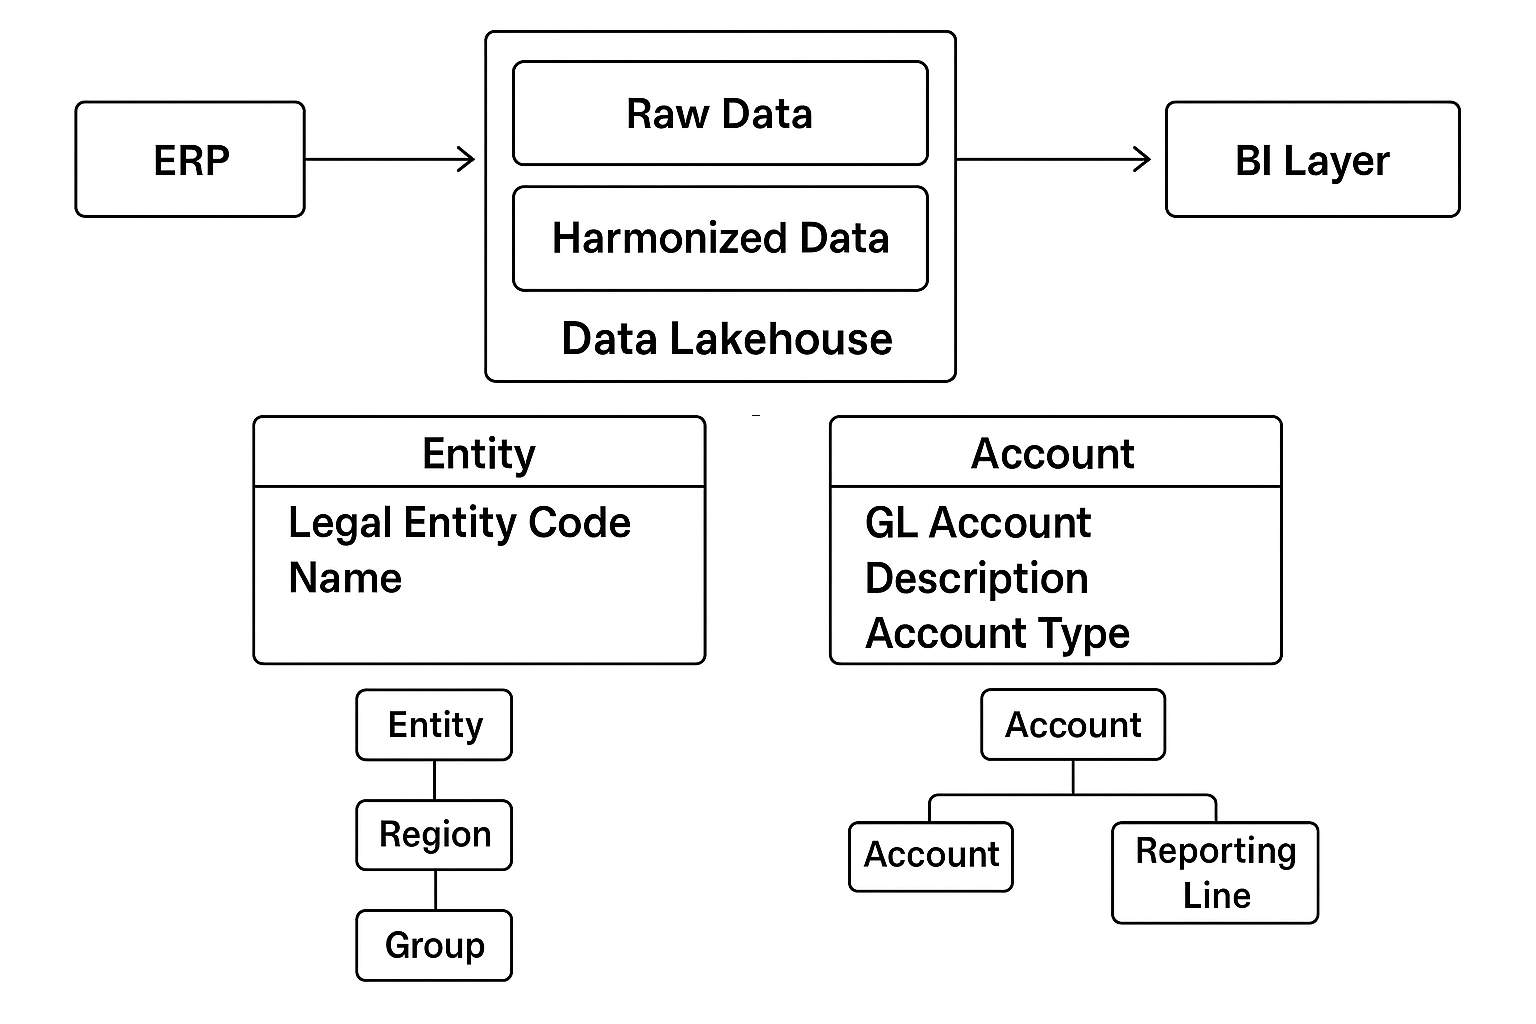 ERP
Raw Data
Harmonized Data
Data Lakehouse
BI Layer
Entity
Legal Entity Code
Name
Account
GL Account
Description
Account Type
Entity
Region
Group
Account
Account
Reporting
Line